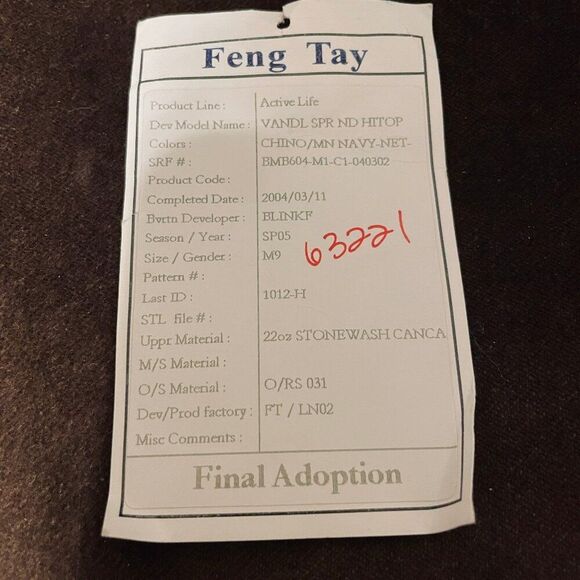 Feng Tay
Product Line : Active Life
Dev Model Name : VANDL SPR ND HITOP
Colors : CHINO/MN NAVY-NET-
SRF # : BMB604-M1-C1-040302
Product Code :
Completed Date : 2004/03/11
Bvrtn Developer : BLINKF
Season / Year : SP05
63221
Size / Gender : M9
Pattern # :
Last ID : 1012-H
STL file # :
Uppr Material : 22oz STONEWASH CANCA
M/S Material :
O/S Material : O/RS 031
Dev/Prod factory : FT / LN02
Misc Comments :
Final Adoption